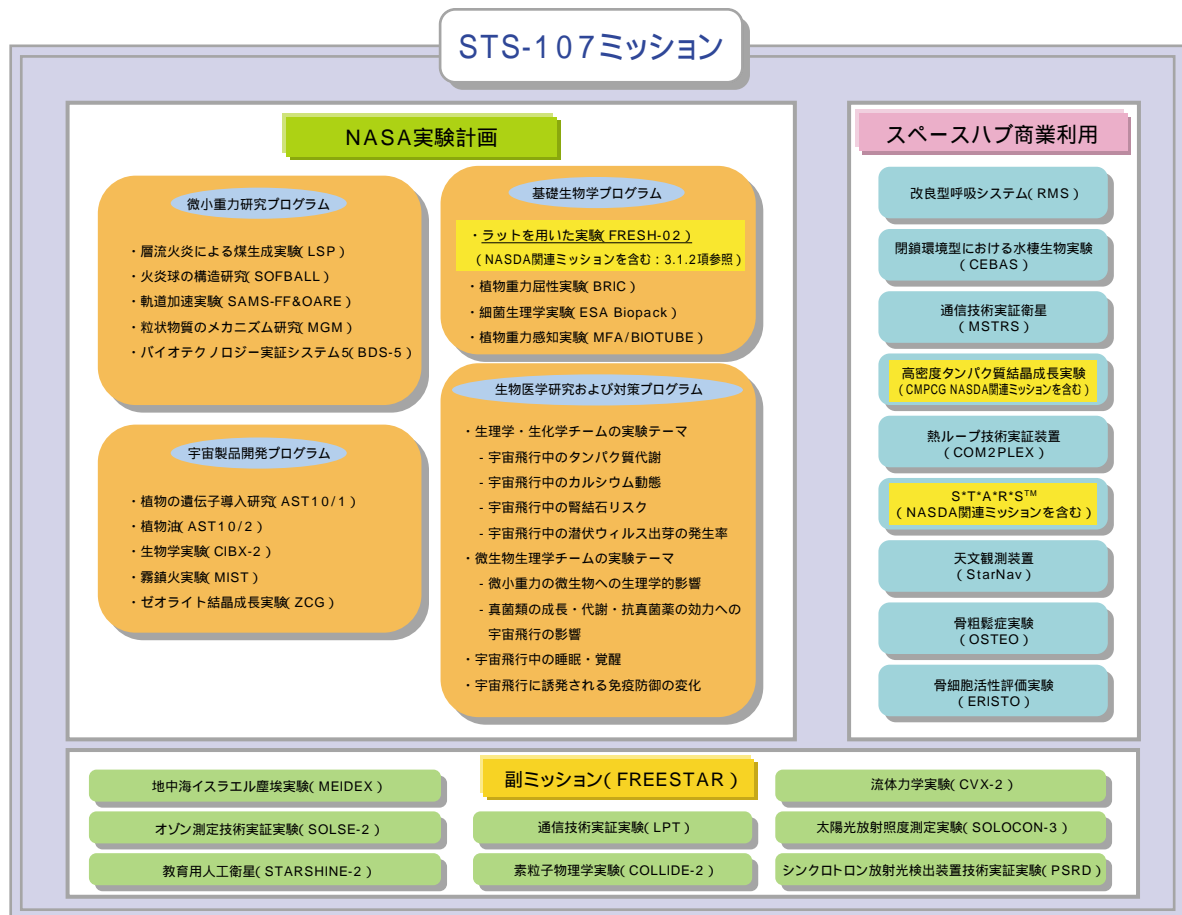 STS-107ミッション
NASA実験計画
微小重力研究プログラム
・層流火炎による煤生成実験(LSP)
・火炎球の構造研究(SOFBALL)
・軌道加速実験(SAMS-FF&OARE)
・粒状物質のメカニズム研究(MGM)
・バイオテクノロジー実証システム5(BDS-5)
宇宙製品開発プログラム
・植物の遺伝子導入研究(AST10/1)
・植物油(AST10/2)
・生物学実験(CIBX-2)
・霧鎮火実験(MIST)
・ゼオライト結晶成長実験(ZCG)
基礎生物学プログラム
・ラットを用いた実験(FRESH-02)
(NASDA関連ミッションを含む:3.1.2項参照)
・植物重力屈性実験(BRIC)
・細菌生理学実験(ESA Biopack)
・植物重力感知実験(MFA/BIOTUBE)
生物医学研究および対策プログラム
・生理学・生化学チームの実験テーマ
- 宇宙飛行中のタンパク質代謝
- 宇宙飛行中のカルシウム動態
- 宇宙飛行中の腎結石リスク
- 宇宙飛行中の潜伏ウィルス出芽の発生率
・微生物生理学チームの実験テーマ
- 微小重力の微生物への生理学的影響
- 真菌類の成長・代謝・抗真菌薬の効力への
宇宙飛行の影響
・宇宙飛行中の睡眠・覚醒
・宇宙飛行に誘発される免疫防御の変化
スペースハブ商業利用
改良型呼吸システム(RMS)
閉鎖環境型における水棲生物実験
(CEBAS)
通信技術実証衛星
(MSTRS)
高密度タンパク質結晶成長実験
(CMPCG NASDA関連ミッションを含む)
熱ループ技術実証装置
(COM2PLEX)
S*T*A*R*S™
(NASDA関連ミッションを含む)
天文観測装置
(StarNav)
骨粗鬆症実験
(OSTEO)
骨細胞活性評価実験
(ERISTO)
副ミッション(FREESTAR)
地中海イスラエル塵埃実験(MEIDEX)
オゾン測定技術実証実験(SOLSE-2)
教育用人工衛星(STARSHINE-2)
通信技術実証実験(LPT)
素粒子物理学実験(COLLIDE-2)
流体力学実験(CVX-2)
太陽光放射照度測定実験(SOLOCON-3)
シンクロトロン放射光検出装置技術実証実験(PSRD)